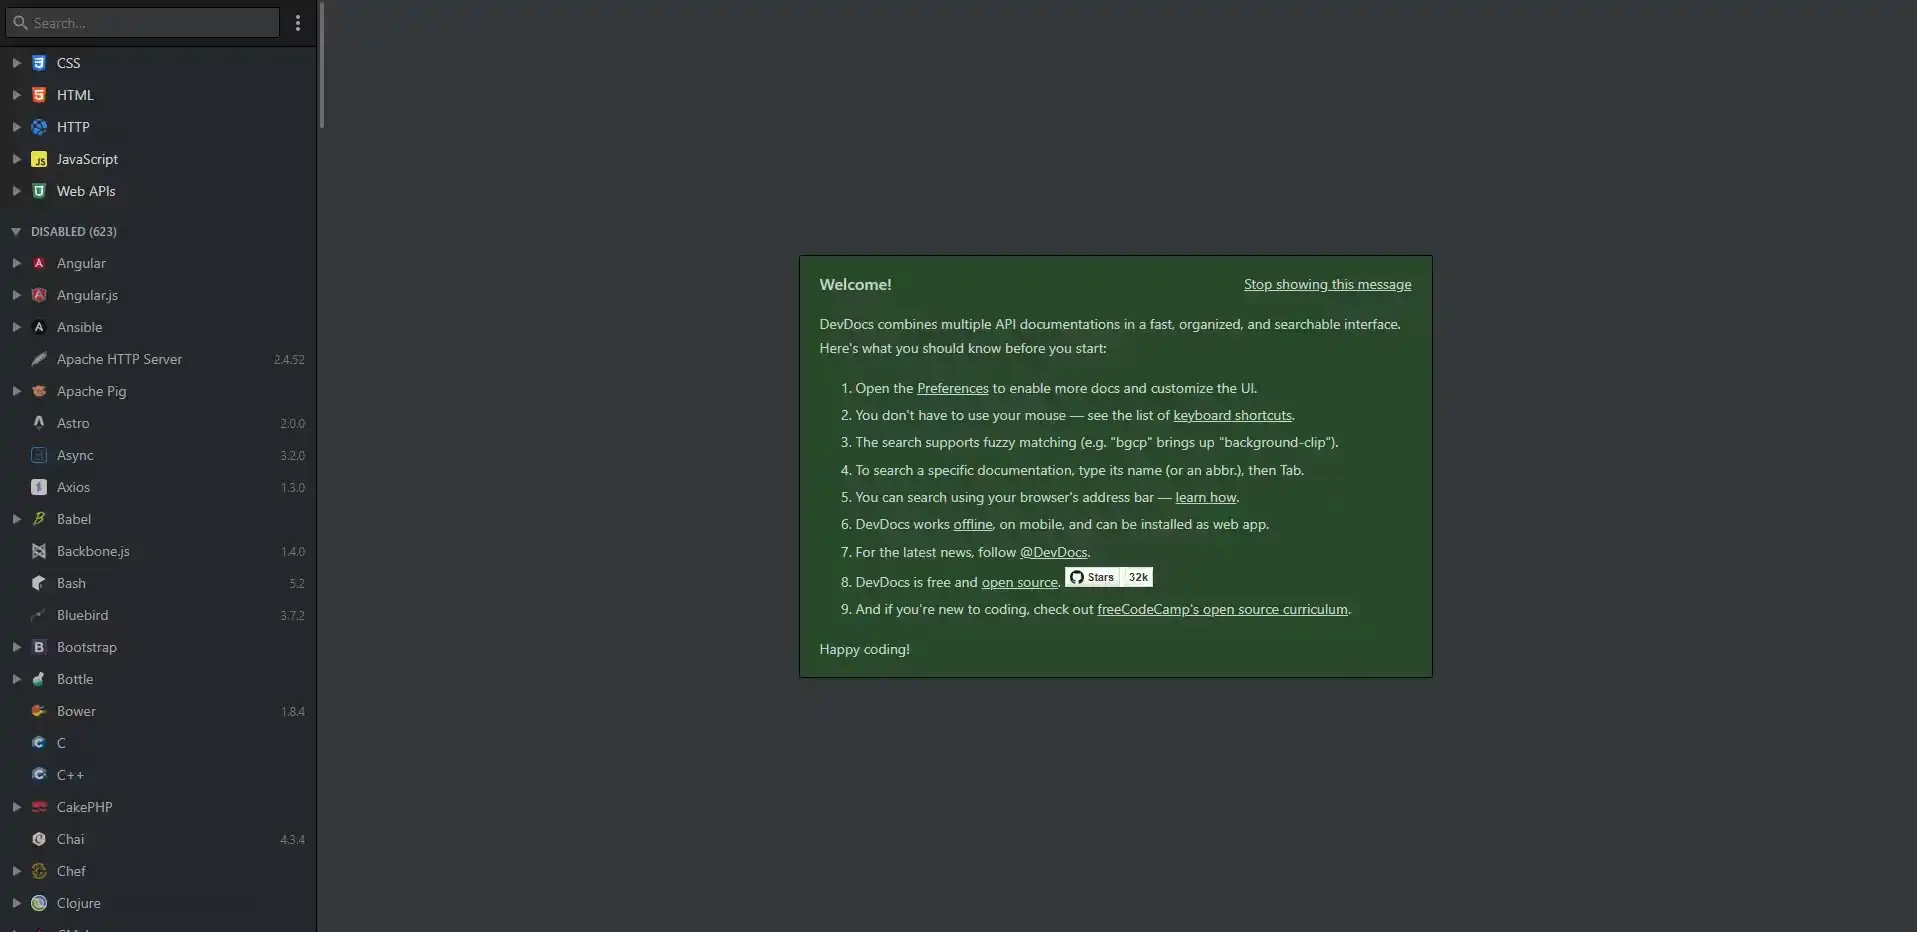 Search...
CSS
HTML
HTTP
JavaScript
Web APIs
DISABLED (623)
Angular
Angular.js
Ansible
Apache HTTP Server 2.4.52
Apache Pig
Astro 2.0.0
Async 3.2.0
Axios 1.3.0
Babel
Backbone.js 1.4.0
Bash 5.2
Bluebird 3.7.2
Bootstrap
Bottle
Bower 1.8.4
C
C++
CakePHP
Chai 4.3.4
Chef
Clojure
Welcome! Stop showing this message
DevDocs combines multiple API documentations in a fast, organized, and searchable interface.
Here's what you should know before you start:
1. Open the Preferences to enable more docs and customize the UI.
2. You don't have to use your mouse — see the list of keyboard shortcuts.
3. The search supports fuzzy matching (e.g. "bgcp" brings up "background-clip").
4. To search a specific documentation, type its name (or an abbr.), then Tab.
5. You can search using your browser's address bar — learn how.
6. DevDocs works offline, on mobile, and can be installed as web app.
7. For the latest news, follow @DevDocs.
8. DevDocs is free and open source. Stars 32k
9. And if you're new to coding, check out freeCodeCamp's open source curriculum.
Happy coding!